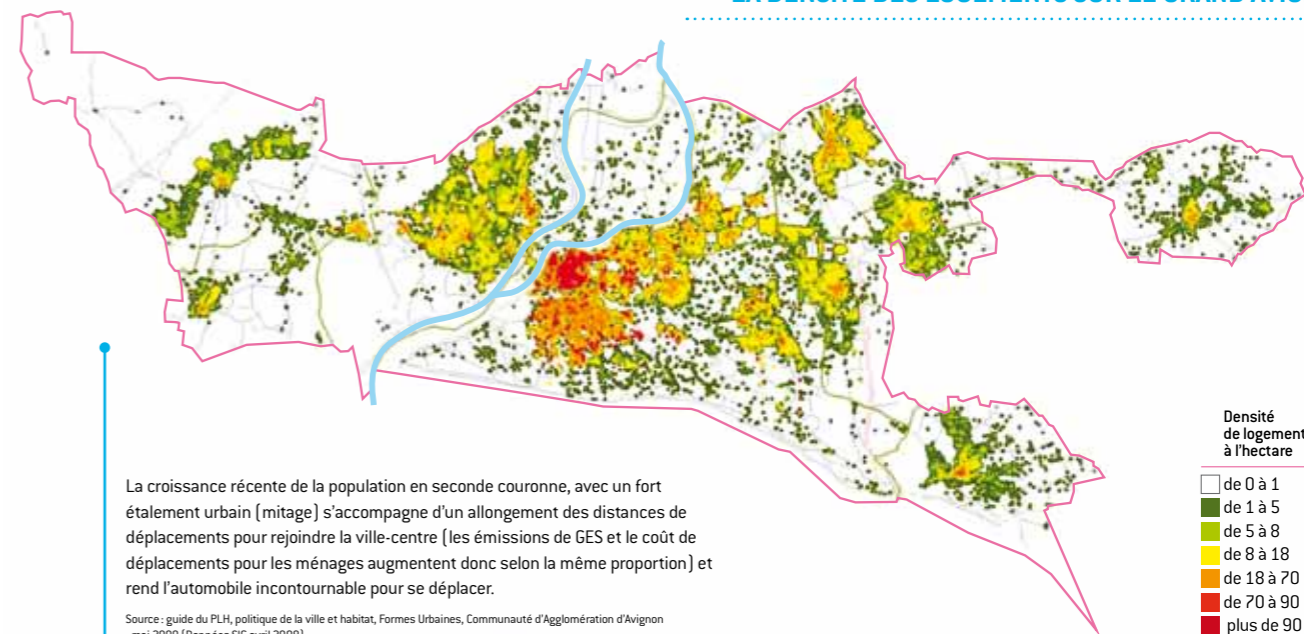 La croissance récente de la population en seconde couronne, avec un fort
étalement urbain (mitage) s'accompagne d'un allongement des distances de
déplacements pour rejoindre la ville-centre (les émissions de GES et le coût de
déplacements pour les ménages augmentent donc selon la même proportion) et
rend l'automobile incontournable pour se déplacer.
Source : guide du PLH, politique de la ville et habitat, Formes Urbaines, Communauté d'Agglomération d'Avignon
Densité
de logement
à l'hectare
de 0 à 1
de 1 à 5
de 5 à 8
de 8 à 18
de 18 à 70
de 70 à 90
plus de 90